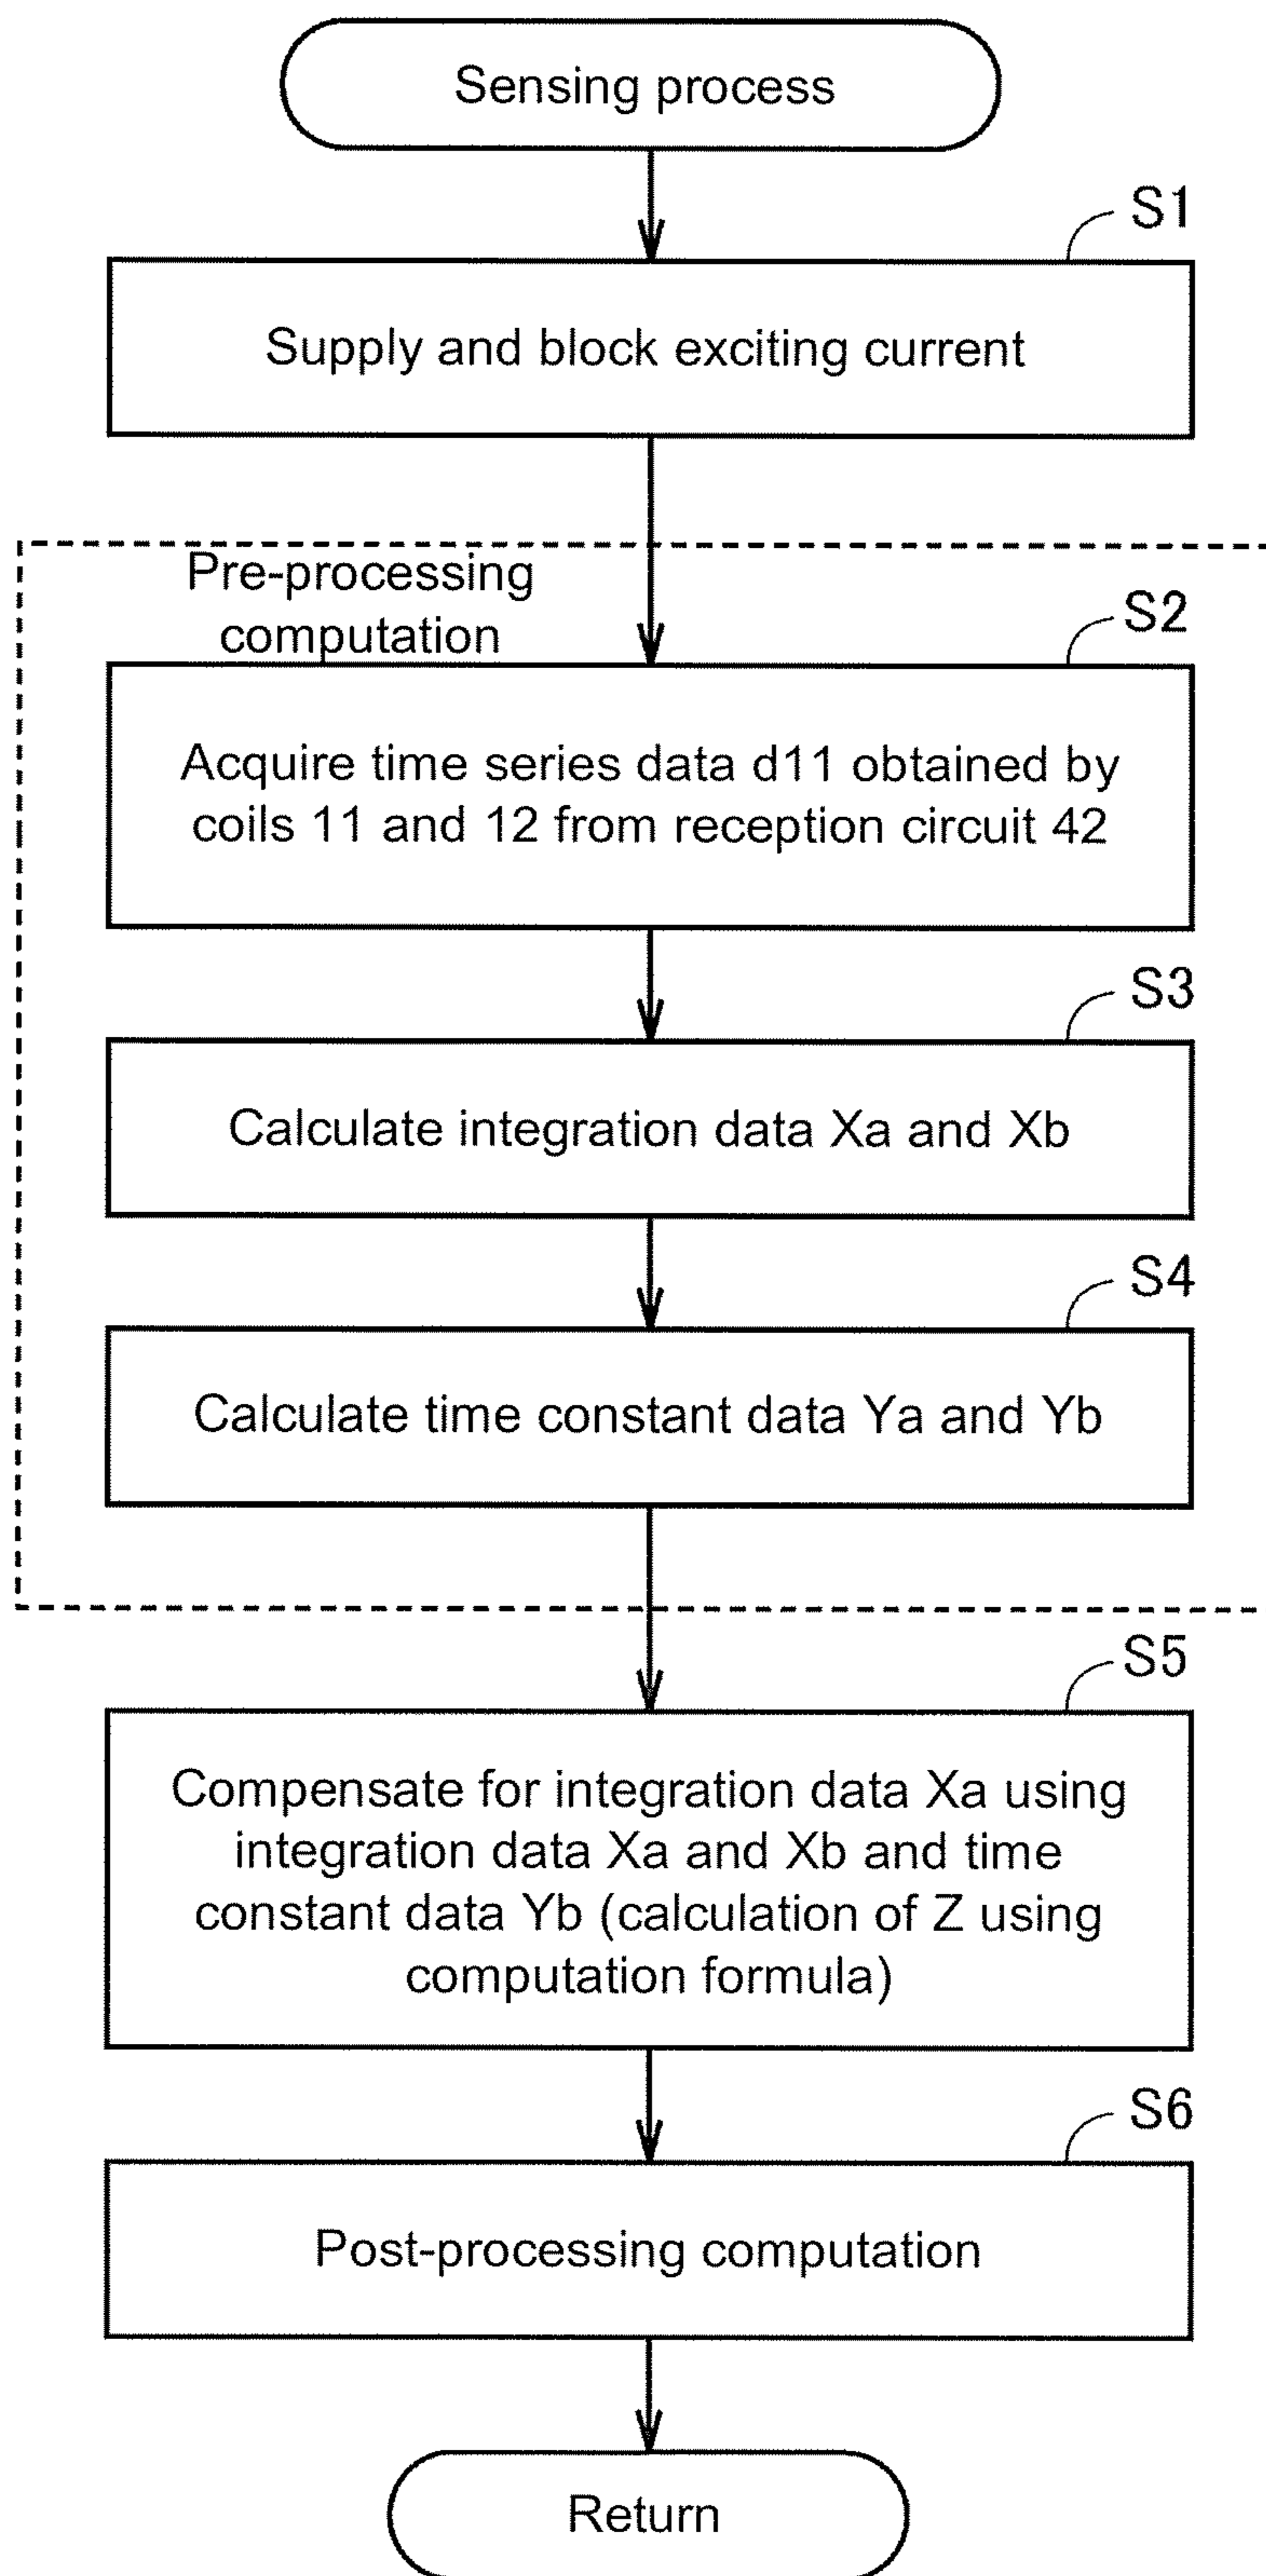 Sensing process
S1
Supply and block exciting current
Pre-processing
computation
S2
Acquire time series data d11 obtained by
coils 11 and 12 from reception circuit 42
S3
Calculate integration data Xa and Xb
S4
Calculate time constant data Ya and Yb
S5
Compensate for integration data Xa using
integration data Xa and Xb and time
constant data Yb (calculation of Z using
computation formula)
S6
Post-processing computation
Return